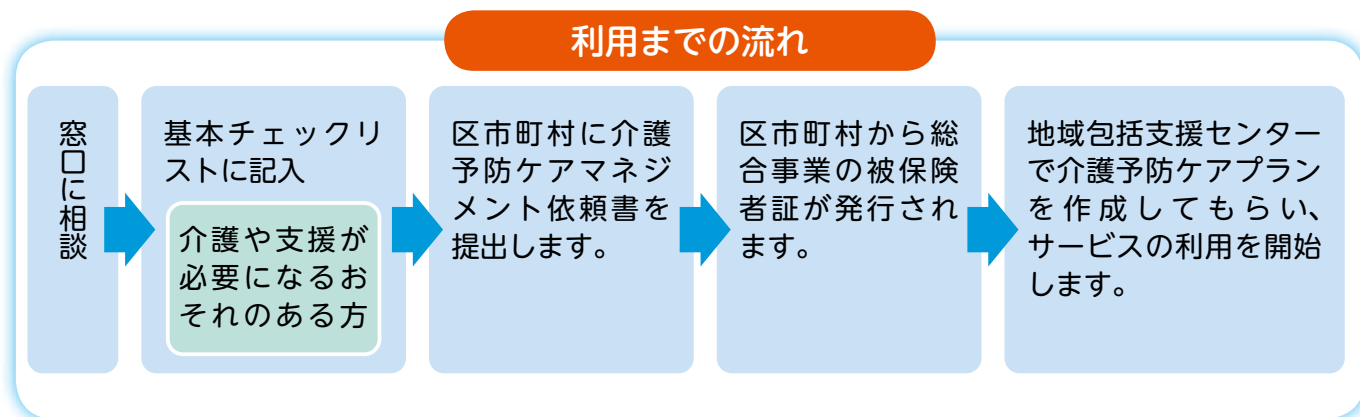 利用までの流れ
窓口に相談
基本チェックリ
ストに記入
介護や支援が
必要になるお
それのある方
区市町村に介護
予防ケアマネジ
メント依頼書を
提出します。
区市町村から総
合事業の被保険
者証が発行され
ます。
地域包括支援センター
で介護予防ケアプラン
を作成してもらい、
サービスの利用を開始
します。